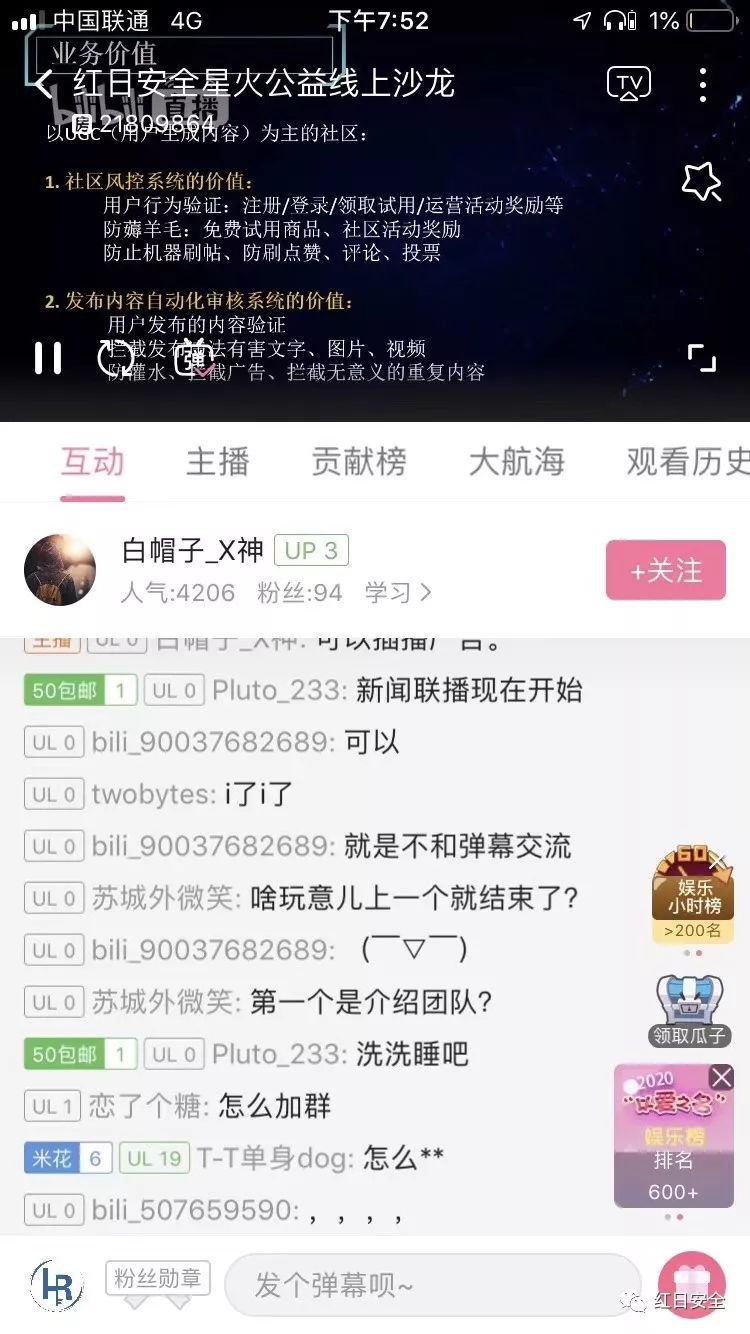 中国联通 4G 下午7:52 1%
业务价值
红日安全星火公益线上沙龙
TV
bilibili 直播
21809864
以UGC（用户生成内容）为主的社区：
1. 社区风控系统的价值：
用户行为验证：注册/登录/领取试用/运营活动奖励等
防薅羊毛：免费试用商品、社区活动奖励
防止机器刷帖、防刷点赞、评论、投票
2. 发布内容自动化审核系统的价值：
用户发布的内容验证
拦截发布违法有害文字、图片、视频
弹
防灌水、拦截广告、拦截无意义的重复内容
互动 主播 贡献榜 大航海 观看历史
白帽子_X神 UP 3
人气:4206 粉丝:94 学习
+关注
主播 UL 0 白帽子_X神: 可以插播广告。
50包邮 1 UL 0 Pluto_233: 新闻联播现在开始
UL 0 bili_90037682689: 可以
UL 0 twobytes: i了i了
UL 0 bili_90037682689: 就是不和弹幕交流
UL 0 苏城外微笑: 啥玩意儿上一个就结束了?
UL 0 bili_90037682689: (￣▽￣)
UL 0 苏城外微笑: 第一个是介绍团队?
50包邮 1 UL 0 Pluto_233: 洗洗睡吧
UL 1 恋了个糖: 怎么加群
米花 6 UL 19 T-T单身dog: 怎么**
UL 0 bili_507659590: , , , ,
60
娱乐
小时榜
>200名
领取瓜子
2020
“以爱之名”
娱乐榜
排名
600+
粉丝勋章
发个弹幕呗~
红日安全